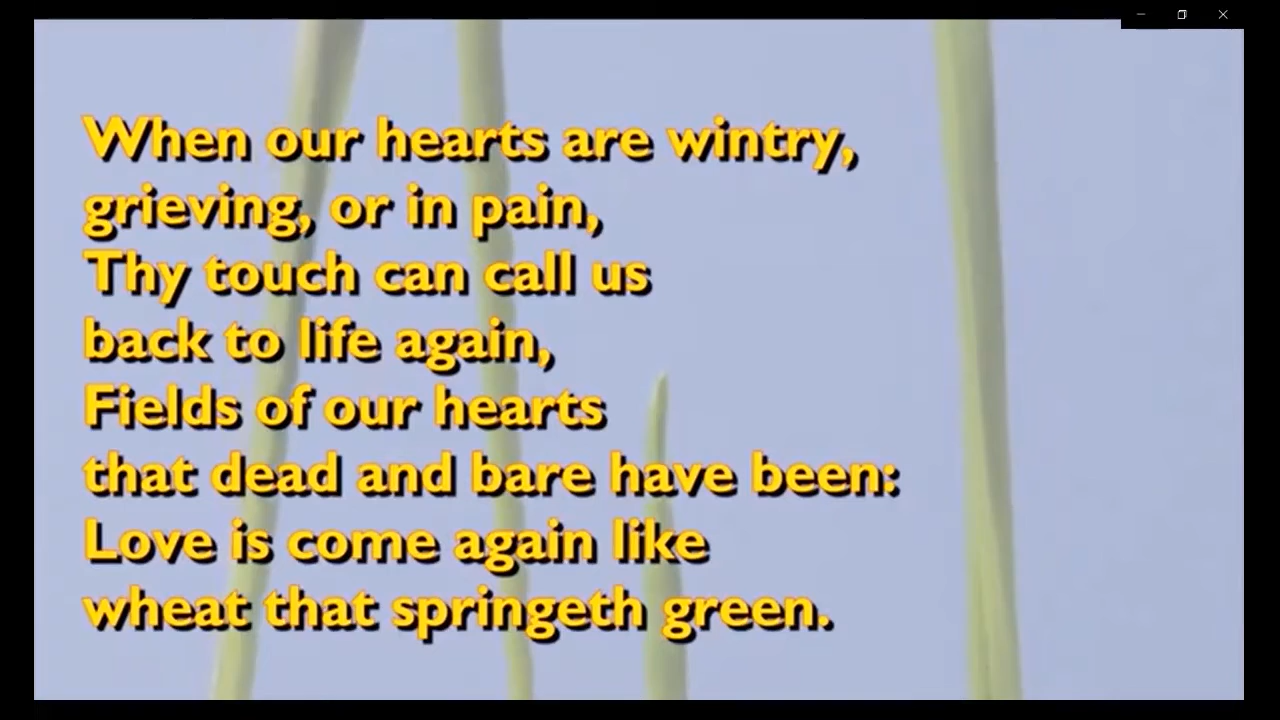 When our hearts are wintry,
grieving, or in pain,
Thy touch can call us
back to life again,
Fields of our hearts
that dead and bare have been:
Love is come again like
wheat that springeth green.